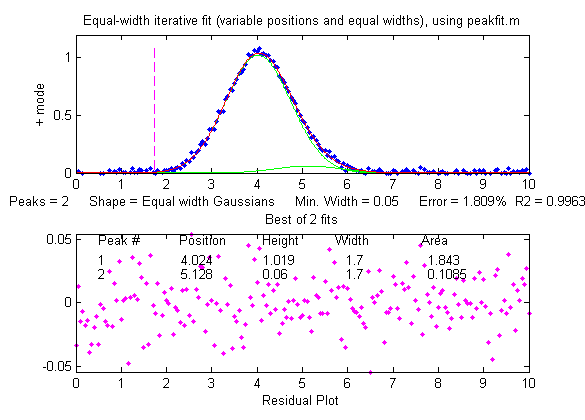 Equal-width iterative fit (variable positions and equal widths), using peakfit.m
+ mode
1
0.5
0
0 1 2 3 4 5 6 7 8 9 10
Peaks = 2 Shape = Equal width Gaussians Min. Width = 0.05 Error = 1.809% R2 = 0.9963
Best of 2 fits
0.05
0
-0.05
Peak # Position Height Width Area
1 4.024 1.019 1.7 1.843
2 5.128 0.06 1.7 0.1085
0 1 2 3 4 5 6 7 8 9 10
Residual Plot